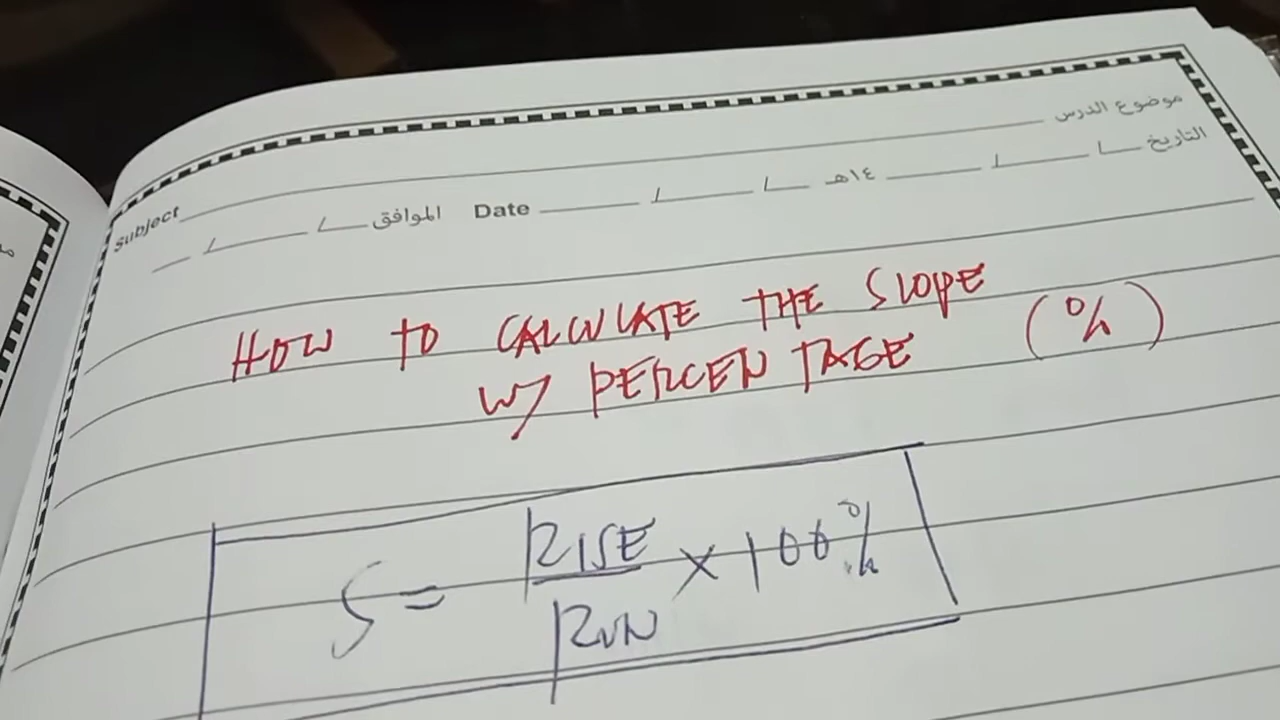 موضوع الدرس
التاريخ / / ١٤هـ / / Date الموافق / /
Subject
HOW TO CALCULATE THE SLOPE
W/ PERCENTAGE (%)
S = RISE/RUN × 100%